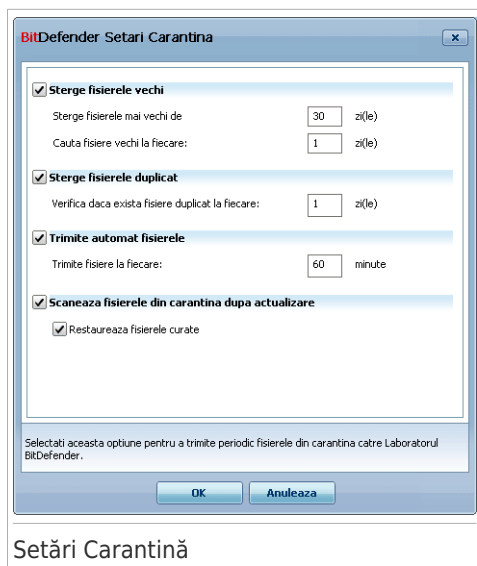 BitDefender Setari Carantina
Sterge fisierele vechi
Sterge fisierele mai vechi de 30 zi(le)
Cauta fisiere vechi la fiecare: 1 zi(le)
Sterge fisierele duplicat
Verifica daca exista fisiere duplicat la fiecare: 1 zi(le)
Trimite automat fisierele
Trimite fisiere la fiecare: 60 minute
Scaneaza fisierele din carantina dupa actualizare
Restaureaza fisierele curate
Selectati aceasta optiune pentru a trimite periodic fisierele din carantina catre Laboratorul
BitDefender.
OK Anuleaza
Setări Carantină